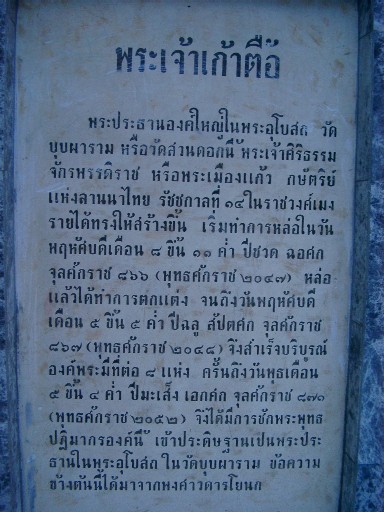 พระเจ้าเก้าตื้อ
พระประธานองค์ใหญ่ในพระอุโบสถ วัด
บุบผาราม หรือวัดสวนดอกนี้ พระเจ้าศิริธรรม
จักรพรรดิราช หรือพระเมืองแก้ว กษัตริย์
แห่งลานนาไทย รัชชกาลที่ ๑๔ ในราชวงค์เมง
รายได้ทรงให้สร้างขึ้น เริ่มทำการหล่อในวัน
พฤหัศบดีเดือน ๘ ขึ้น ๑๑ ค่ำ ปีชวด ฉอศก
จุลศักราช ๘๖๖ (พุทธศักราช ๒๐๔๗) หล่อ
แล้วได้ทำการตกแต่ง จนถึงวันพฤหัศบดี
เดือน ๕ ขึ้น ๕ ค่ำ ปีฉลู สัปตศก จุลศักราช
๘๖๗ (พุทธศักราช ๒๐๔๘) จึงสำเร็จบริบูรณ์
องค์พระมีที่ต่อ ๘ แห่ง ครั้นถึงวันพุธเดือน
๕ ขึ้น ๔ ค่ำ ปีมะเส็ง เอกศก จุลศักราช ๘๗๑
(พุทธศักราช ๒๐๕๒) จึงได้มีการชักพระพุทธ
ปฏิมากรองค์นี้ เข้าประดิษฐานเป็นพระประ
ธานในพระอุโบสถ ในวัดบุบผาราม ข้อความ
ข้างต้นนี้ได้มาจากพงศาวดารโยนก